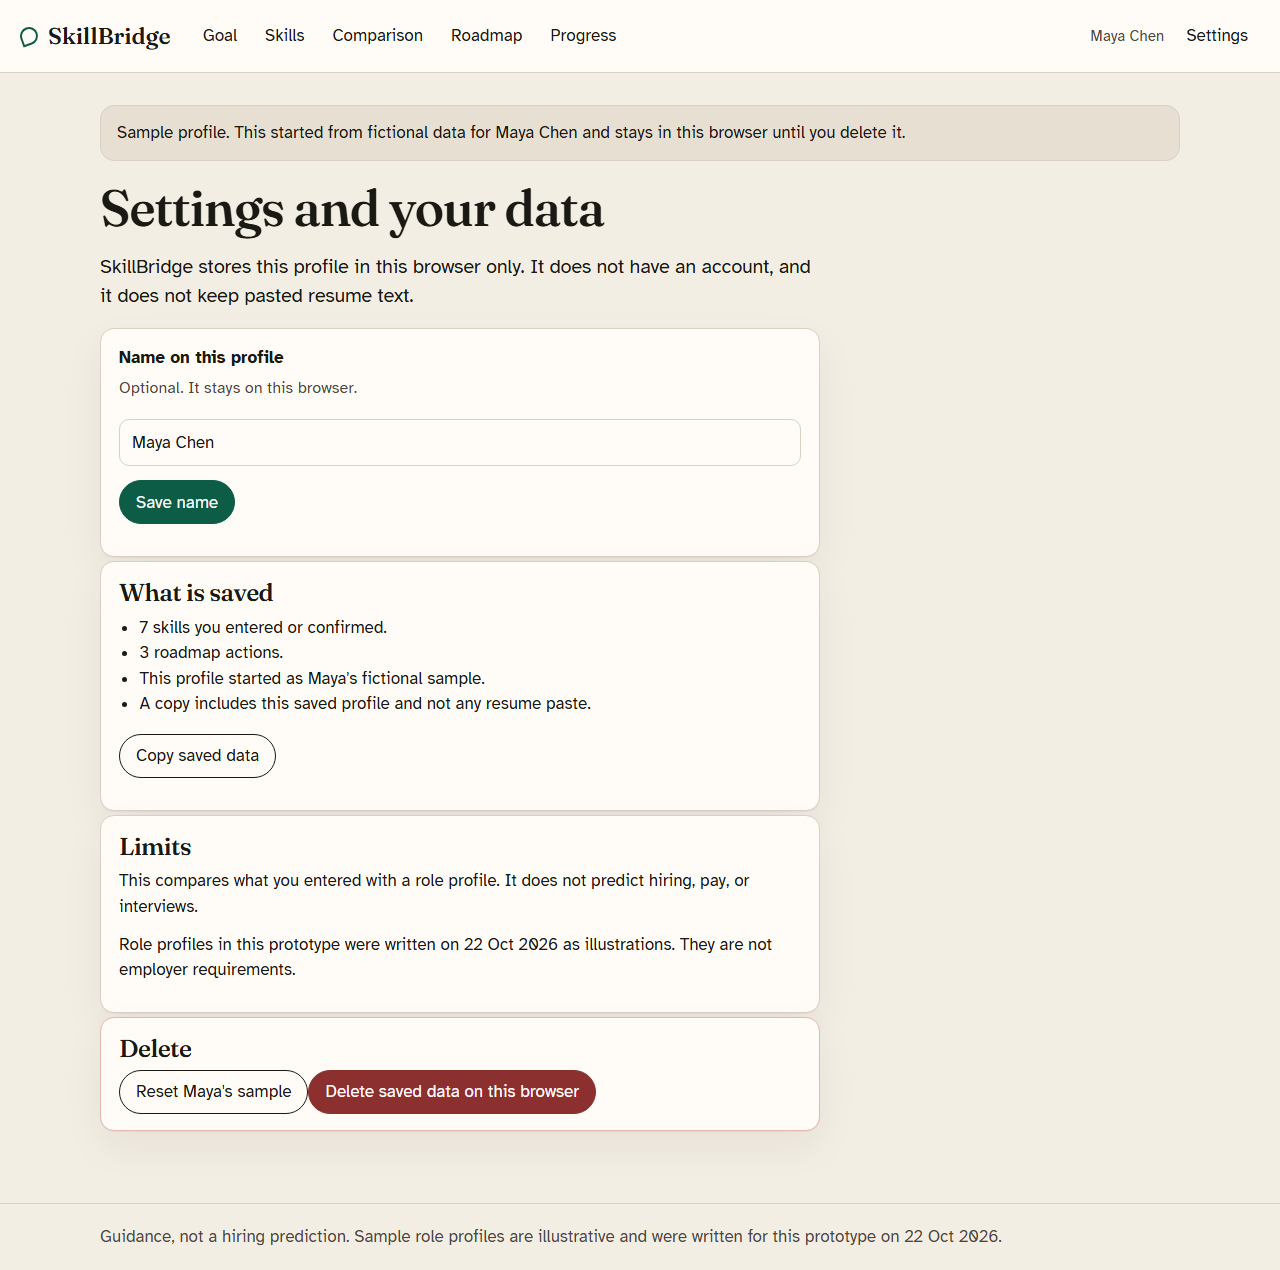 SkillBridge
Goal
Skills
Comparison
Roadmap
Progress
Maya Chen
Settings
Sample profile. This started from fictional data for Maya Chen and stays in this browser until you delete it.
Settings and your data
SkillBridge stores this profile in this browser only. It does not have an account, and
it does not keep pasted resume text.
Name on this profile
Optional. It stays on this browser.
Maya Chen
Save name
What is saved
• 7 skills you entered or confirmed.
• 3 roadmap actions.
• This profile started as Maya's fictional sample.
• A copy includes this saved profile and not any resume paste.
Copy saved data
Limits
This compares what you entered with a role profile. It does not predict hiring, pay, or
interviews.
Role profiles in this prototype were written on 22 Oct 2026 as illustrations. They are not
employer requirements.
Delete
Reset Maya's sample
Delete saved data on this browser
Guidance, not a hiring prediction. Sample role profiles are illustrative and were written for this prototype on 22 Oct 2026.